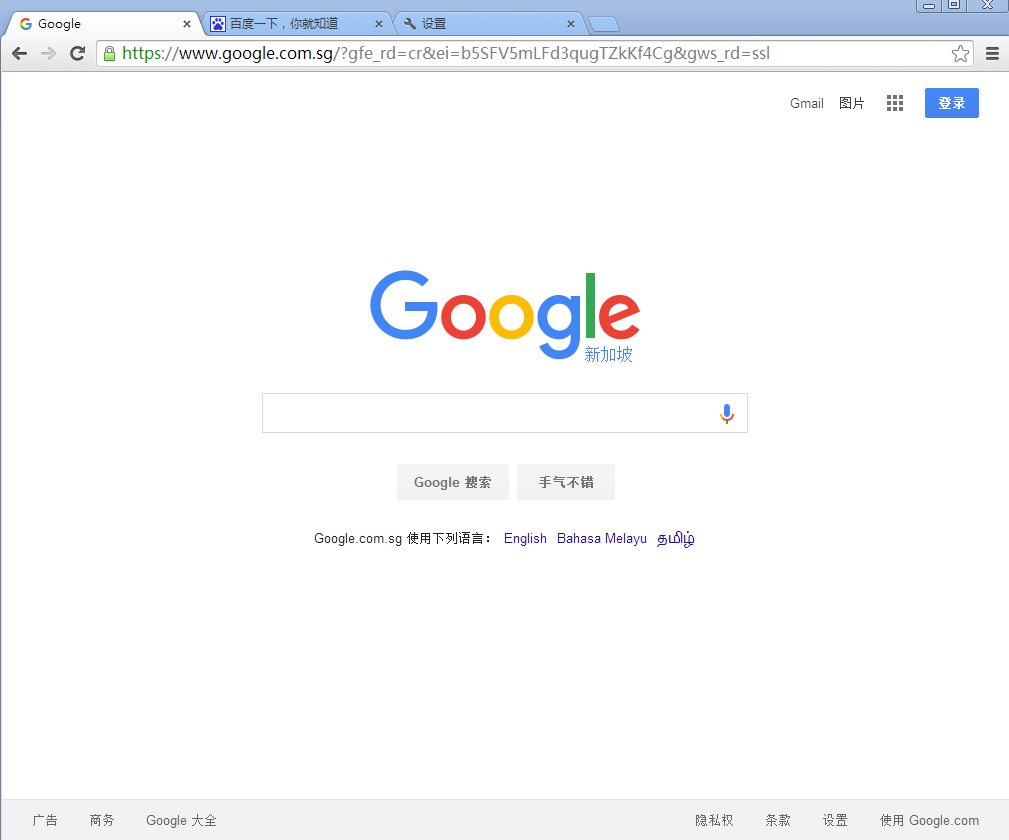 Google 百度一下，你就知道 设置
https://www.google.com.sg/?gfe_rd=cr&ei=b5SFV5mLFd3qugTZkKf4Cg&gws_rd=ssl
Gmail 图片 登录
Google
新加坡
Google 搜索 手气不错
Google.com.sg 使用下列语言： English Bahasa Melayu தமிழ்
广告 商务 Google 大全 隐私权 条款 设置 使用 Google.com